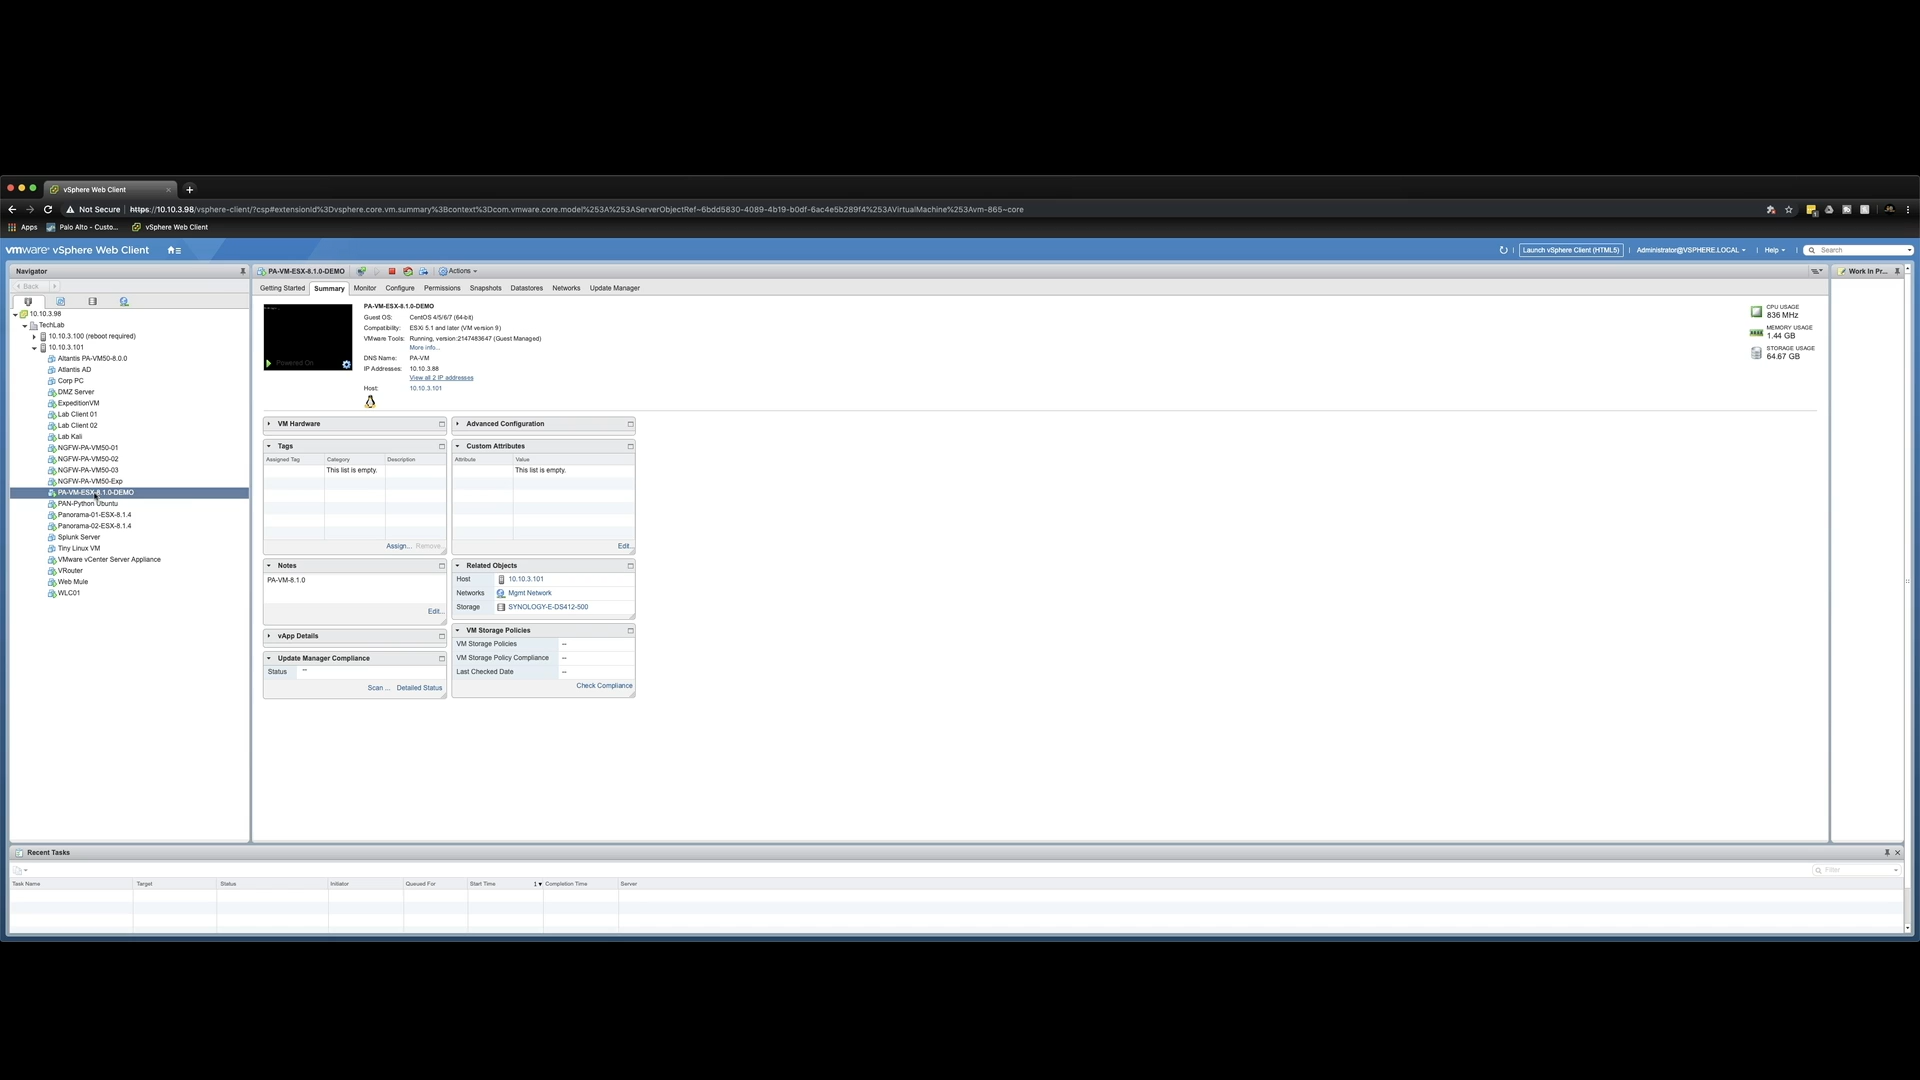 vSphere Web Client
Not Secure https://10.10.3.98/vsphere-client/?csp#extensionId%3Dvsphere.core.vm.summary%3Bcontext%3Dcom.vmware.core.model%253A%253AServerObjectRef~6bdd5830-4089-4b19-b0df-6ac4e5b289f4%253AVirtualMachine%253Avm-865~core
Apps Palo Alto - Custo... vSphere Web Client
vmware® vSphere Web Client Launch vSphere Client (HTML5) Administrator@VSPHERE.LOCAL Help Search
Navigator
Back
10.10.3.98
TechLab
10.10.3.100 (reboot required)
10.10.3.101
Altantis PA-VM50-8.0.0
Atlantis AD
Corp PC
DMZ Server
ExpeditionVM
Lab Client 01
Lab Client 02
Lab Kali
NGFW-PA-VM50-01
NGFW-PA-VM50-02
NGFW-PA-VM50-03
NGFW-PA-VM50-Exp
PA-VM-ESX-8.1.0-DEMO
PAN-Python Ubuntu
Panorama-01-ESX-8.1.4
Panorama-02-ESX-8.1.4
Splunk Server
Tiny Linux VM
VMware vCenter Server Appliance
VRouter
Web Mule
WLC01
PA-VM-ESX-8.1.0-DEMO Actions
Getting Started Summary Monitor Configure Permissions Snapshots Datastores Networks Update Manager
Powered On
PA-VM-ESX-8.1.0-DEMO
Guest OS: CentOS 4/5/6/7 (64-bit)
Compatibility: ESXi 5.1 and later (VM version 9)
VMware Tools: Running, version:2147483647 (Guest Managed)
More info...
DNS Name: PA-VM
IP Addresses: 10.10.3.88
View all 2 IP addresses
Host: 10.10.3.101
CPU USAGE
836 MHz
MEMORY USAGE
1.44 GB
STORAGE USAGE
64.67 GB
VM Hardware
Tags
Assigned Tag Category Description
This list is empty.
Assign... Remove...
Notes
PA-VM-8.1.0
Edit...
vApp Details
Update Manager Compliance
Status --
Scan ... Detailed Status
Advanced Configuration
Custom Attributes
Attribute Value
This list is empty.
Edit...
Related Objects
Host 10.10.3.101
Networks Mgmt Network
Storage SYNOLOGY-E-DS412-500
VM Storage Policies
VM Storage Policies --
VM Storage Policy Compliance --
Last Checked Date --
Check Compliance
Work In Pr...
Recent Tasks
Filter
Task Name Target Status Initiator Queued For Start Time 1 Completion Time Server